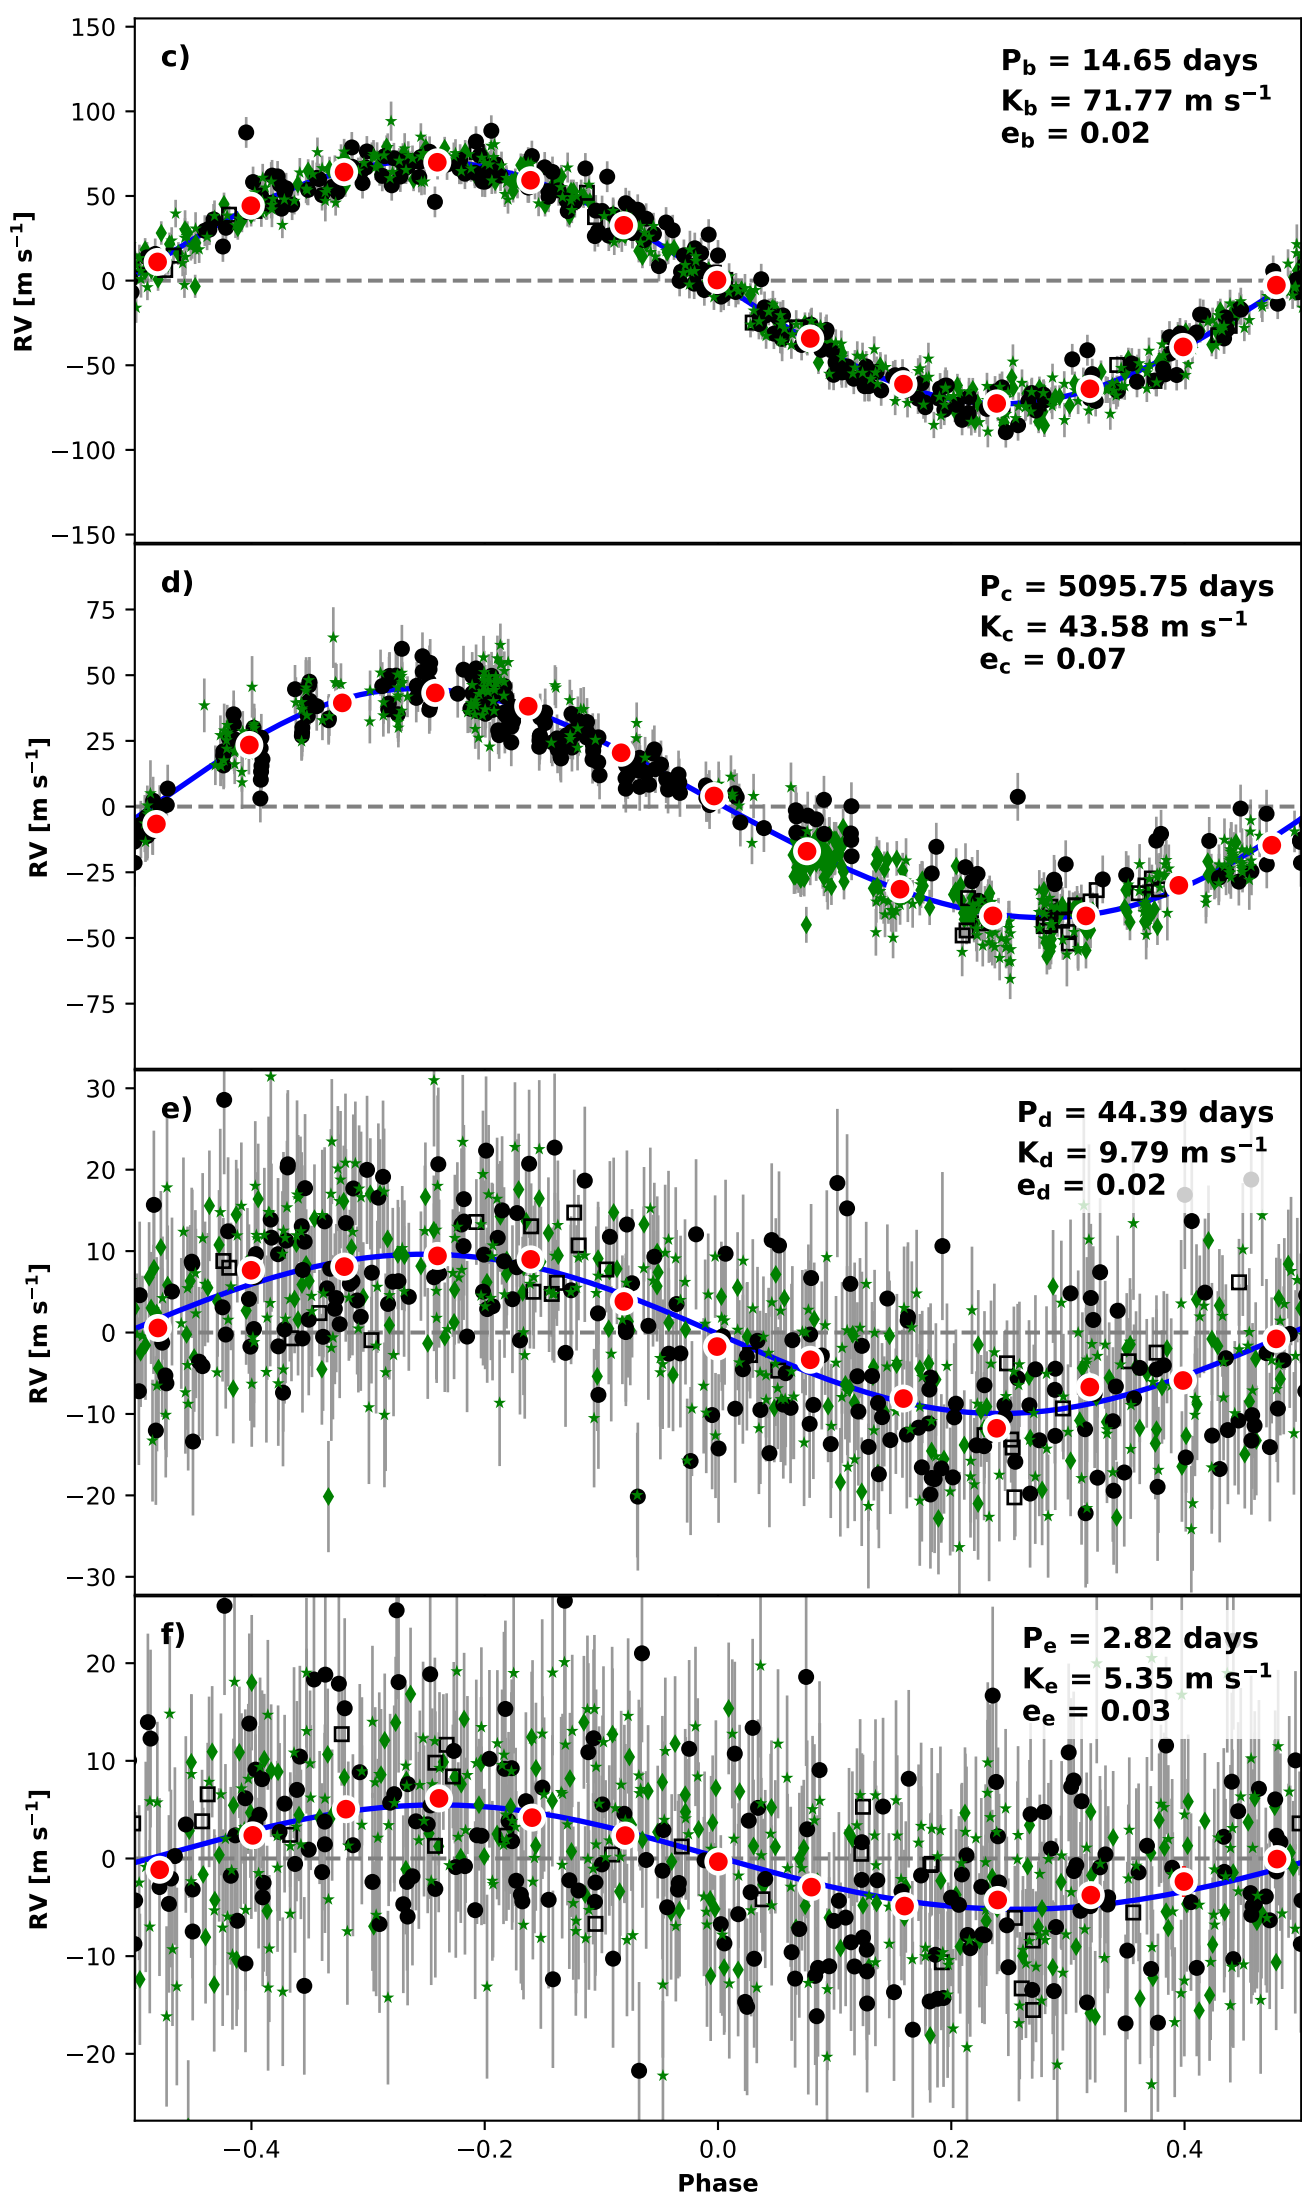 c)
P_b = 14.65 days
K_b = 71.77 m s⁻¹
e_b = 0.02
150
100
50
0
−50
−100
−150
RV [m s⁻¹]
d)
P_c = 5095.75 days
K_c = 43.58 m s⁻¹
e_c = 0.07
75
50
25
0
−25
−50
−75
RV [m s⁻¹]
e)
P_d = 44.39 days
K_d = 9.79 m s⁻¹
e_d = 0.02
30
20
10
0
−10
−20
−30
RV [m s⁻¹]
f)
P_e = 2.82 days
K_e = 5.35 m s⁻¹
e_e = 0.03
20
10
0
−10
−20
RV [m s⁻¹]
−0.4 −0.2 0.0 0.2 0.4
Phase